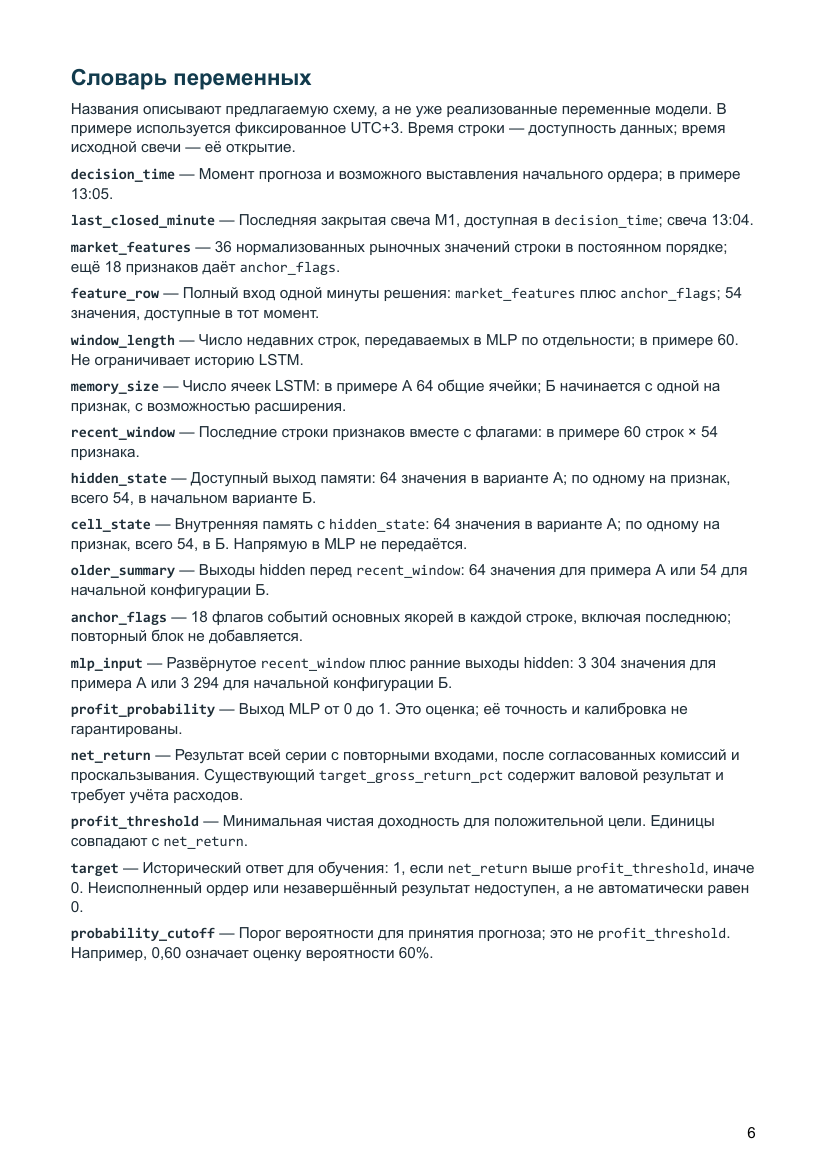 Словарь переменных
Названия описывают предлагаемую схему, а не уже реализованные переменные модели. В
примере используется фиксированное UTC+3. Время строки — доступность данных; время
исходной свечи — её открытие.
decision_time — Момент прогноза и возможного выставления начального ордера; в примере
13:05.
last_closed_minute — Последняя закрытая свеча M1, доступная в decision_time; свеча 13:04.
market_features — 36 нормализованных рыночных значений строки в постоянном порядке;
ещё 18 признаков даёт anchor_flags.
feature_row — Полный вход одной минуты решения: market_features плюс anchor_flags; 54
значения, доступные в тот момент.
window_length — Число недавних строк, передаваемых в MLP по отдельности; в примере 60.
Не ограничивает историю LSTM.
memory_size — Число ячеек LSTM: в примере А 64 общие ячейки; Б начинается с одной на
признак, с возможностью расширения.
recent_window — Последние строки признаков вместе с флагами: в примере 60 строк × 54
признака.
hidden_state — Доступный выход памяти: 64 значения в варианте А; по одному на признак,
всего 54, в начальном варианте Б.
cell_state — Внутренняя память с hidden_state: 64 значения в варианте А; по одному на
признак, всего 54, в Б. Напрямую в MLP не передаётся.
older_summary — Выходы hidden перед recent_window: 64 значения для примера А или 54 для
начальной конфигурации Б.
anchor_flags — 18 флагов событий основных якорей в каждой строке, включая последнюю;
повторный блок не добавляется.
mlp_input — Развёрнутое recent_window плюс ранние выходы hidden: 3 304 значения для
примера А или 3 294 для начальной конфигурации Б.
profit_probability — Выход MLP от 0 до 1. Это оценка; её точность и калибровка не
гарантированы.
net_return — Результат всей серии с повторными входами, после согласованных комиссий и
проскальзывания. Существующий target_gross_return_pct содержит валовой результат и
требует учёта расходов.
profit_threshold — Минимальная чистая доходность для положительной цели. Единицы
совпадают с net_return.
target — Исторический ответ для обучения: 1, если net_return выше profit_threshold, иначе
0. Неисполненный ордер или незавершённый результат недоступен, а не автоматически равен
0.
probability_cutoff — Порог вероятности для принятия прогноза; это не profit_threshold.
Например, 0,60 означает оценку вероятности 60%.
6